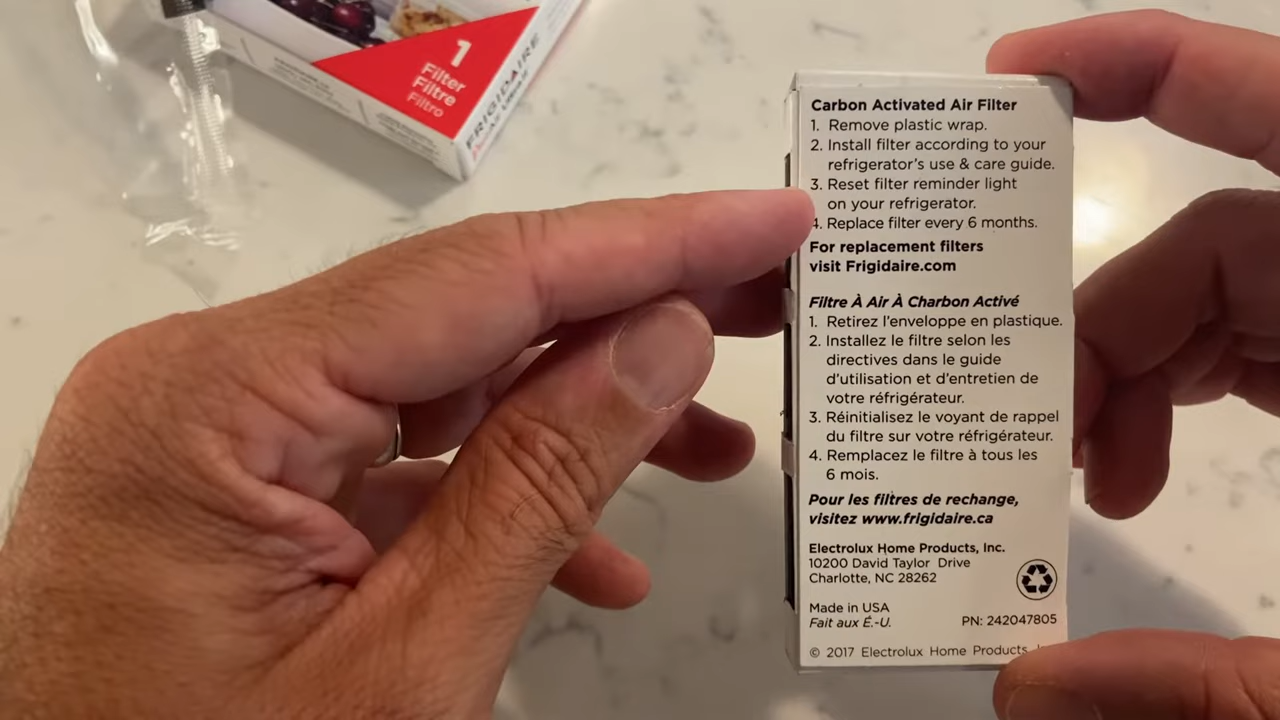 1
Filter
Filtre
Filtro
FRIGIDAIRE
Carbon Activated Air Filter
1. Remove plastic wrap.
2. Install filter according to your
refrigerator's use & care guide.
3. Reset filter reminder light
on your refrigerator.
4. Replace filter every 6 months.
For replacement filters
visit Frigidaire.com
Filtre À Air À Charbon Activé
1. Retirez l'enveloppe en plastique.
2. Installez le filtre selon les
directives dans le guide
d'utilisation et d'entretien de
votre réfrigérateur.
3. Réinitialisez le voyant de rappel
du filtre sur votre réfrigérateur.
4. Remplacez le filtre à tous les
6 mois.
Pour les filtres de rechange,
visitez www.frigidaire.ca
Electrolux Home Products, Inc.
10200 David Taylor Drive
Charlotte, NC 28262
Made in USA
Fait aux É.-U.
PN: 242047805
© 2017 Electrolux Home Products,